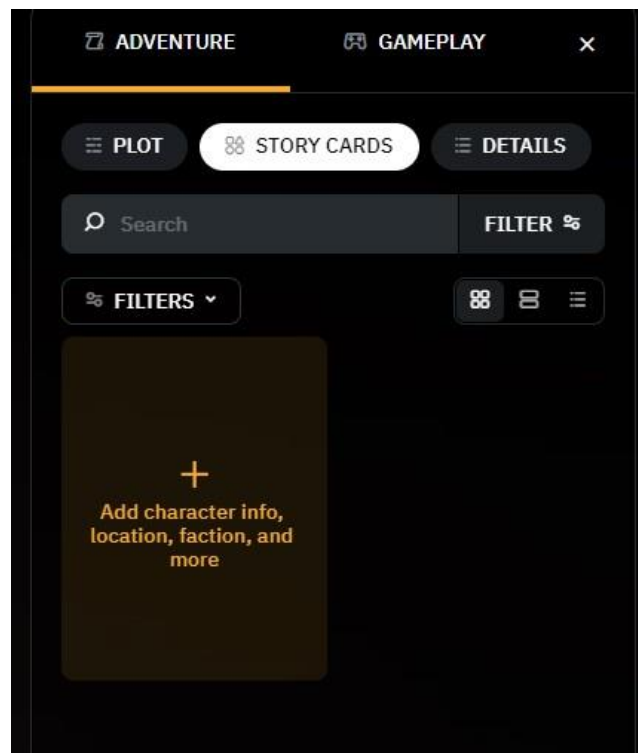 ADVENTURE GAMEPLAY
PLOT STORY CARDS DETAILS
Search FILTER
FILTERS
Add character info,
location, faction, and
more